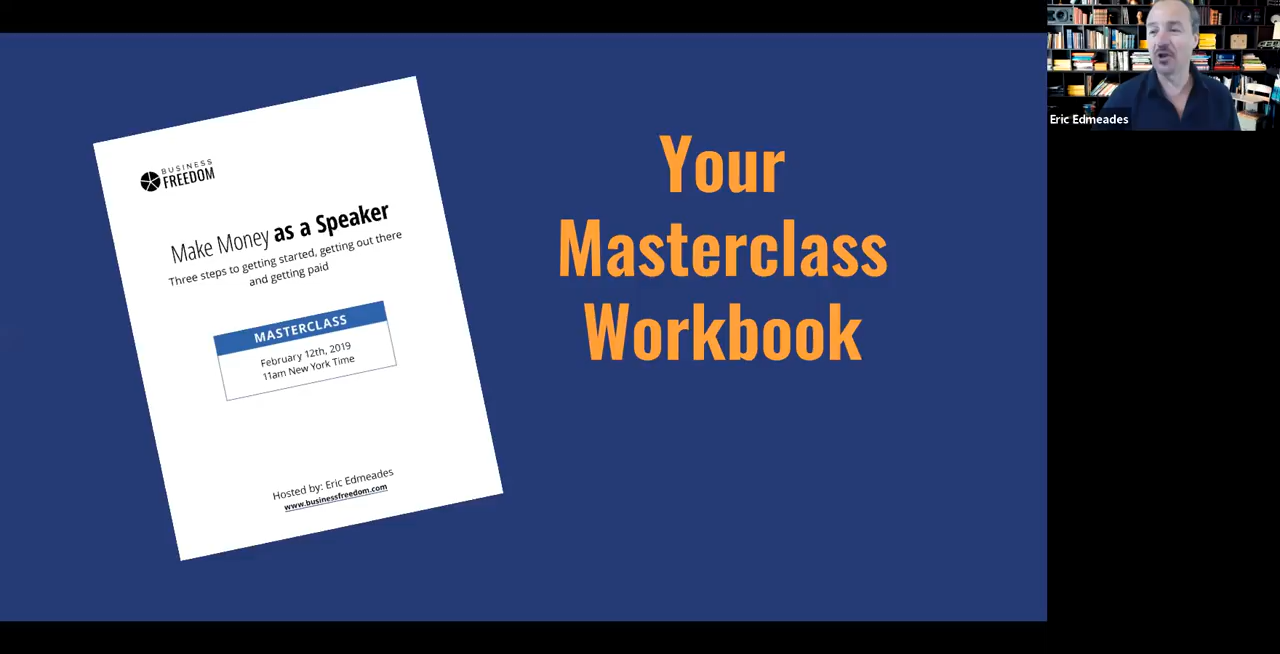 BUSINESS
FREEDOM
Make Money as a Speaker
Three steps to getting started, getting out there
and getting paid
MASTERCLASS
February 12th, 2019
11am New York Time
Hosted by: Eric Edmeades
www.businessfreedom.com
Your
Masterclass
Workbook
Eric Edmeades